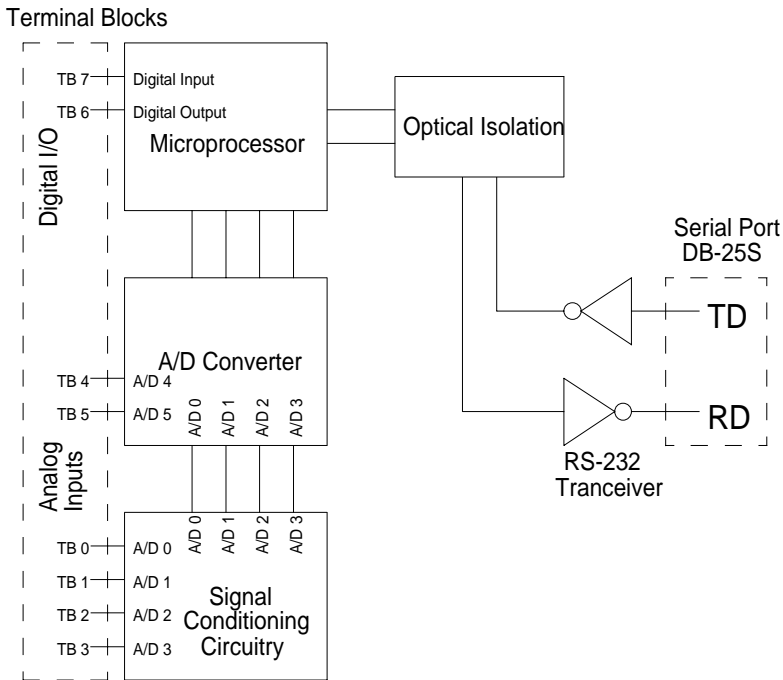 Terminal Blocks
TB 7
Digital Input
TB 6
Digital Output
Microprocessor
Optical Isolation
Digital I/O
Serial Port
DB-25S
TD
RD
RS-232
Tranceiver
A/D Converter
TB 4
A/D 4
TB 5
A/D 5
A/D 0
A/D 1
A/D 2
A/D 3
Analog
Inputs
A/D 0
A/D 1
A/D 2
A/D 3
TB 0
A/D 0
TB 1
A/D 1
TB 2
A/D 2
TB 3
A/D 3
Signal
Conditioning
Circuitry